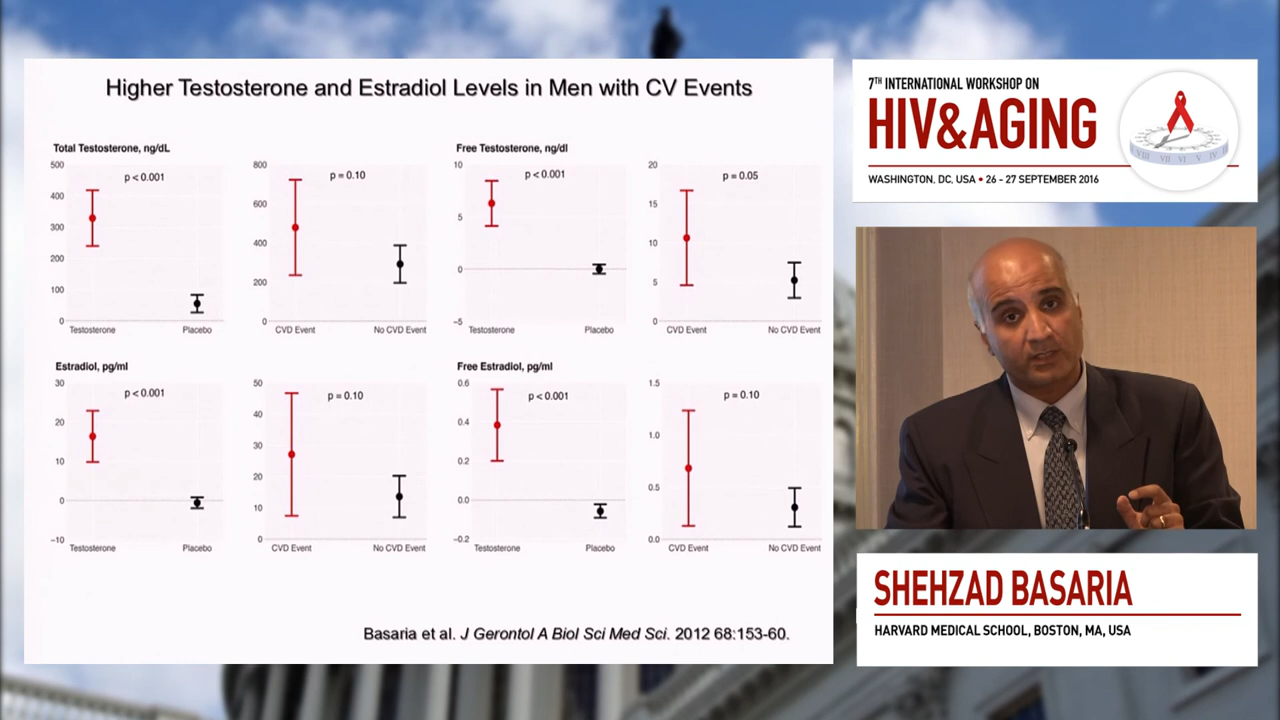 Higher Testosterone and Estradiol Levels in Men with CV Events
Total Testosterone, ng/dL
500
400
300
200
100
0
p < 0.001
Testosterone
Placebo
800
600
400
200
0
p = 0.10
CVD Event
No CVD Event
Free Testosterone, ng/dl
10
5
0
−5
p < 0.001
Testosterone
Placebo
20
15
10
5
0
p = 0.05
CVD Event
No CVD Event
Estradiol, pg/ml
30
20
10
0
−10
p < 0.001
Testosterone
Placebo
50
40
30
20
10
0
p = 0.10
CVD Event
No CVD Event
Free Estradiol, pg/ml
0.6
0.4
0.2
0.0
−0.2
p < 0.001
Testosterone
Placebo
1.5
1.0
0.5
0.0
p = 0.10
CVD Event
No CVD Event
Basaria et al. J Gerontol A Biol Sci Med Sci. 2012 68:153-60.
7TH INTERNATIONAL WORKSHOP ON
HIV&AGING
WASHINGTON, DC, USA • 26 - 27 SEPTEMBER 2016
VIII VII VI V IV
SHEHZAD BASARIA
HARVARD MEDICAL SCHOOL, BOSTON, MA, USA